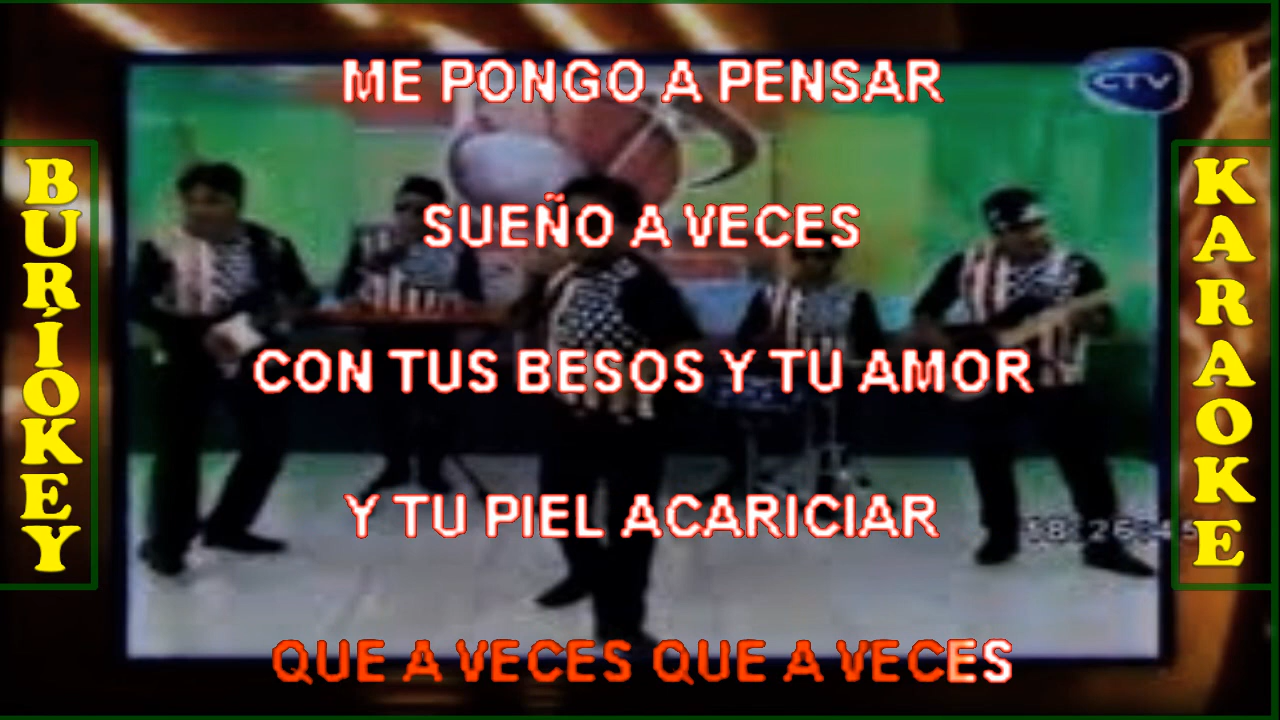 ME PONGO A PENSAR
CTV
SUEÑO A VECES
CON TUS BESOS Y TU AMOR
Y TU PIEL ACARICIAR
QUE A VECES QUE A VECES
BURÍOKEY
KARAOKE